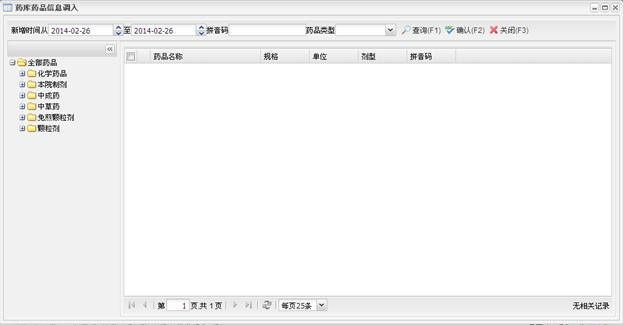 药库药品信息调入
新增时间从 2014-02-26 至 2014-02-26 拼音码 药品类型 查询(F1) 确认(F2) 关闭(F3)
药品名称 规格 单位 剂型 拼音码
全部药品
化学药品
本院制剂
中成药
中草药
免煎颗粒剂
颗粒剂
第 1 页,共 1 页 每页25条 无相关记录